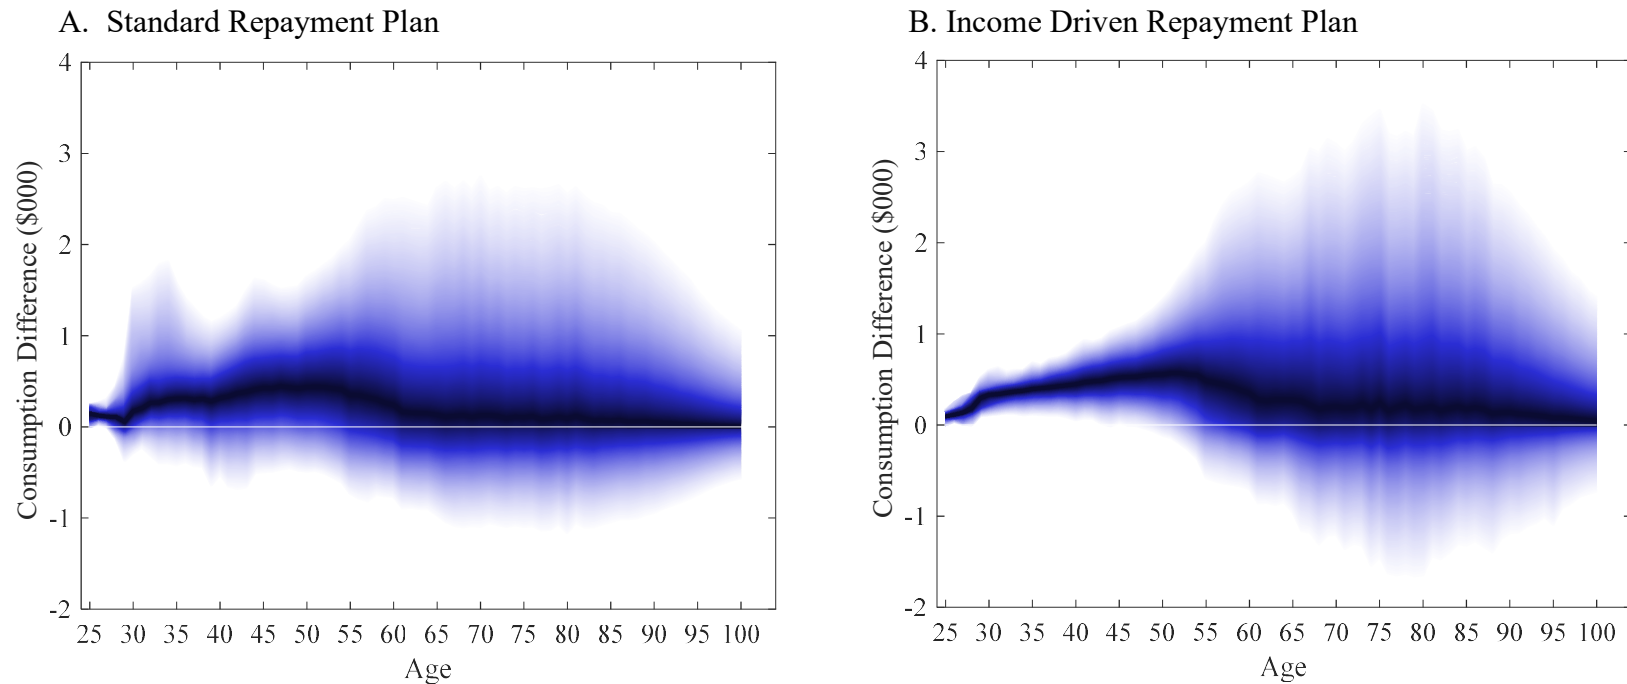 A. Standard Repayment Plan
4
3
2
1
0
-1
-2
Consumption Difference ($000)
25 30 35 40 45 50 55 60 65 70 75 80 85 90 95 100
Age
B. Income Driven Repayment Plan
4
3
2
1
0
-1
-2
Consumption Difference ($000)
25 30 35 40 45 50 55 60 65 70 75 80 85 90 95 100
Age